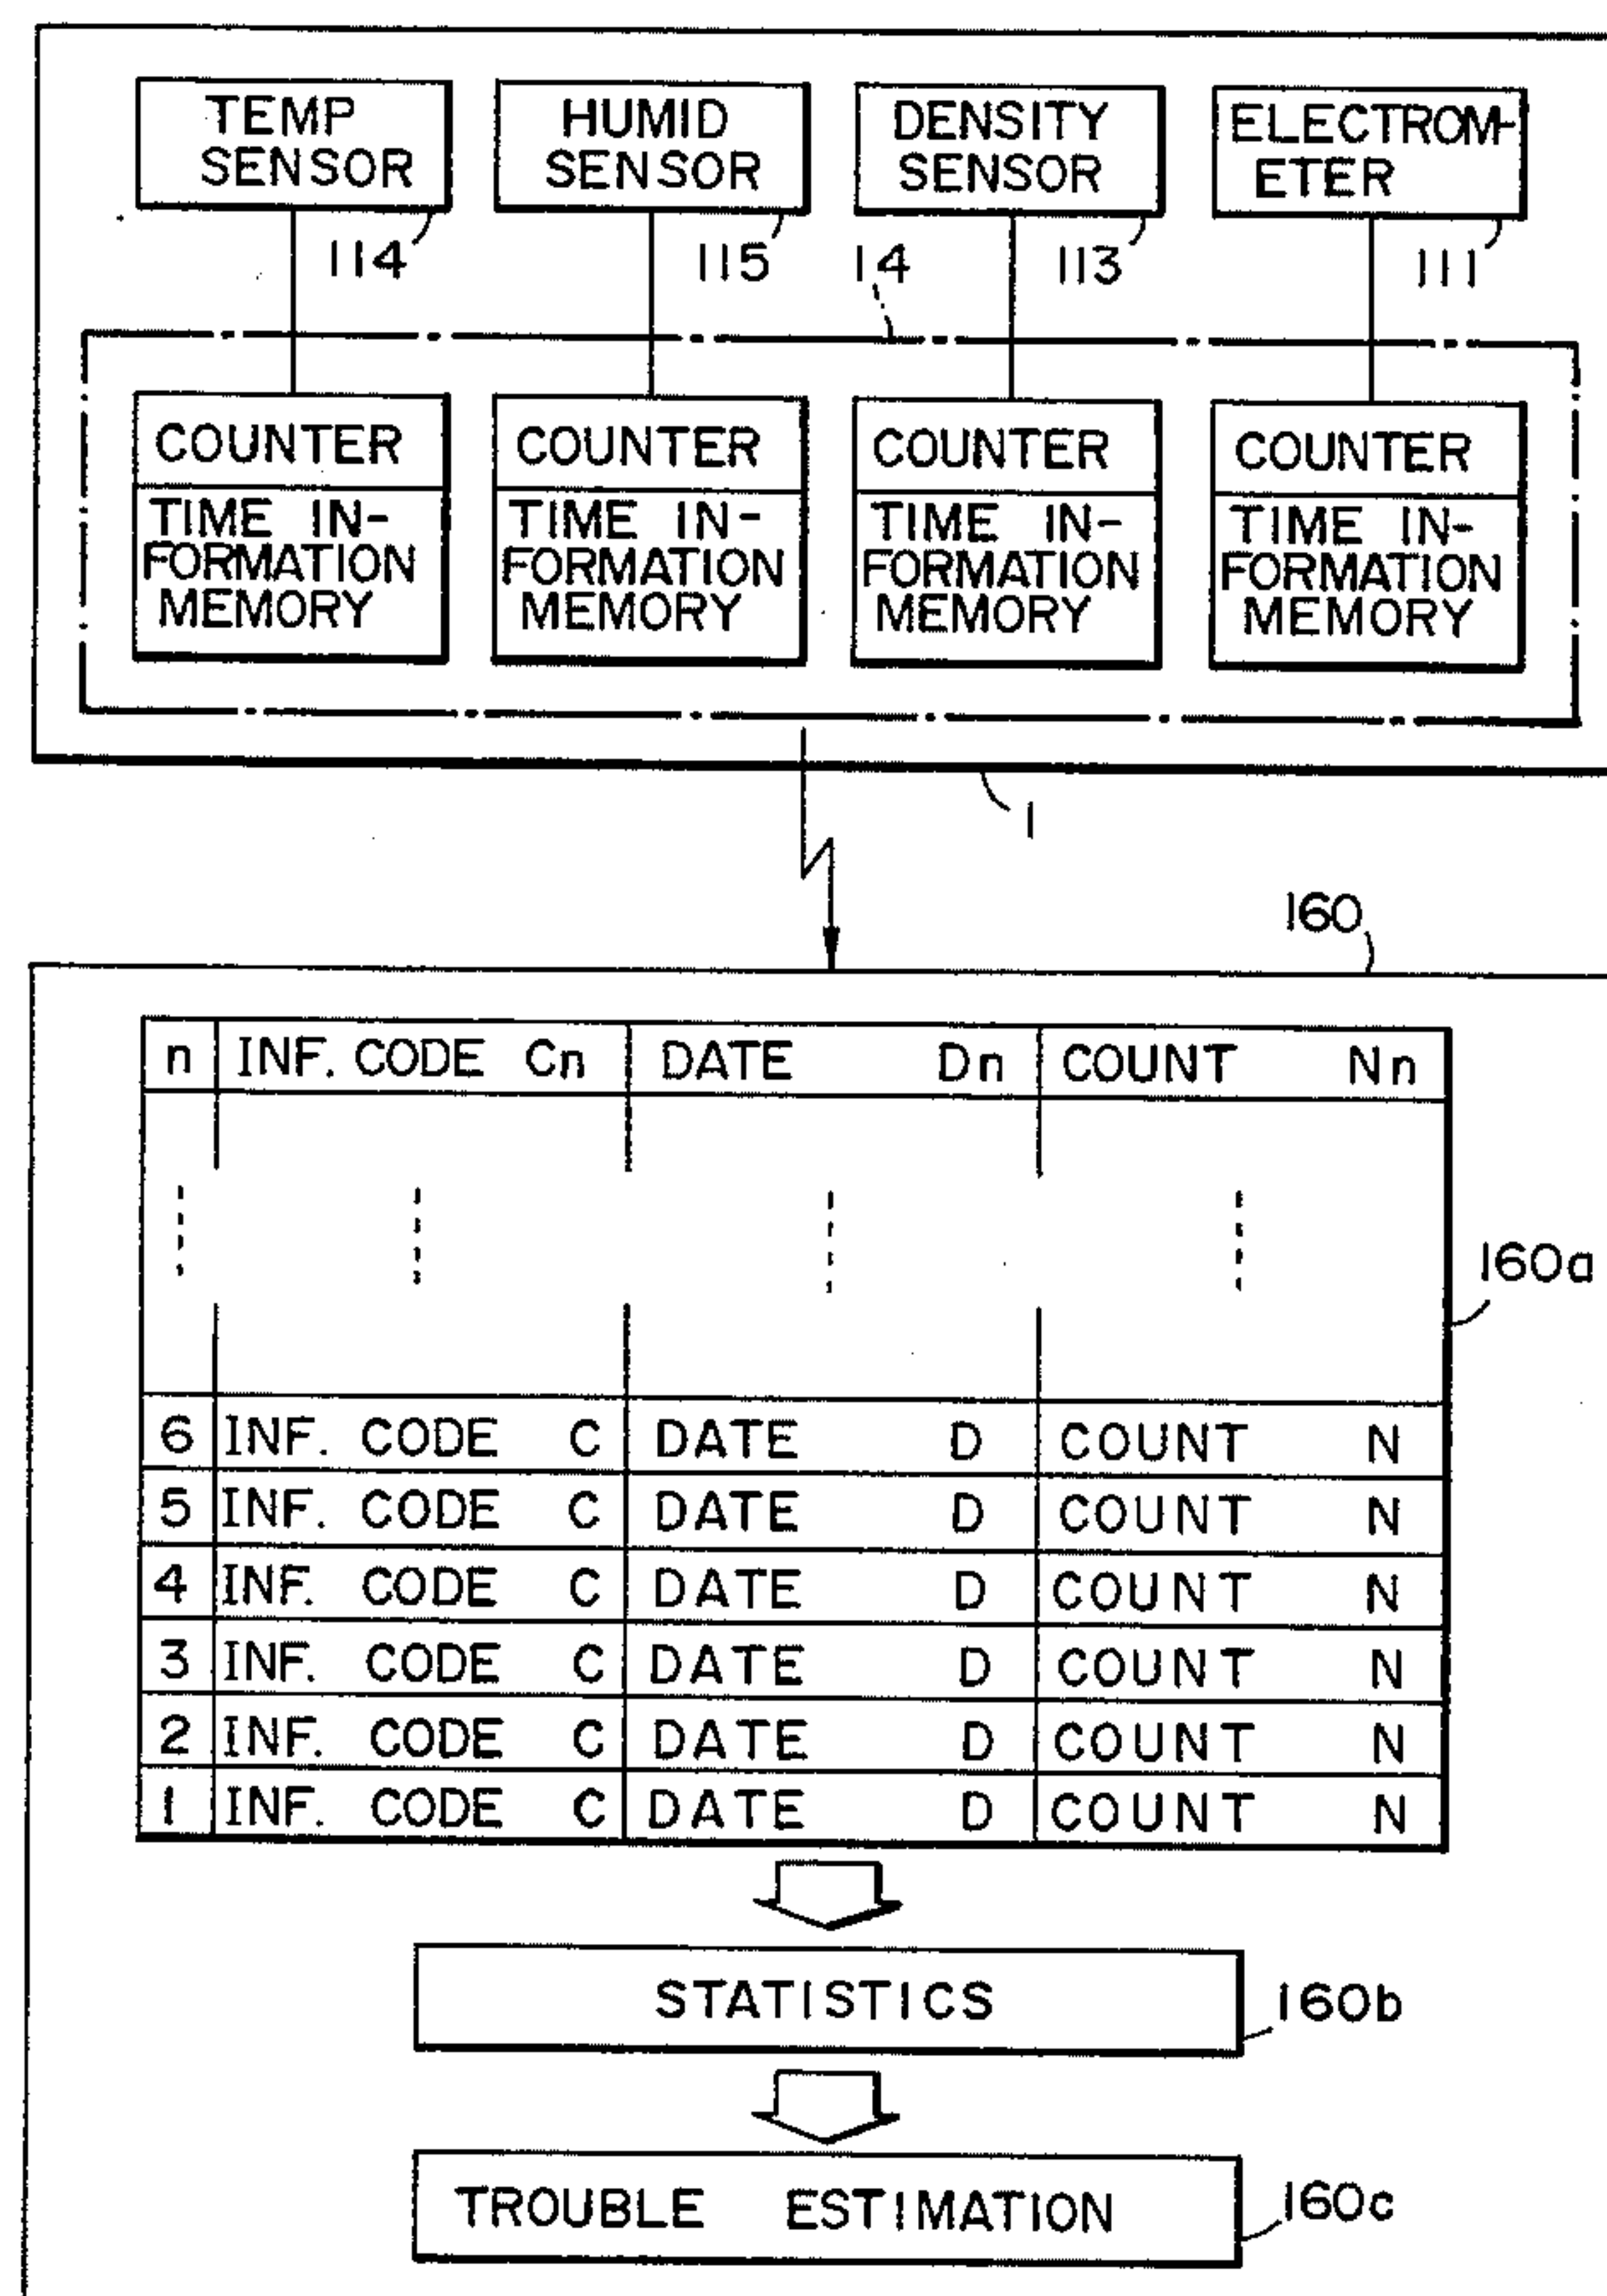 TEMP SENSOR
HUMID SENSOR
DENSITY SENSOR
ELECTROM-
ETER
114
115
14
113
111
COUNTER
TIME IN-
FORMATION
MEMORY
COUNTER
TIME IN-
FORMATION
MEMORY
COUNTER
TIME IN-
FORMATION
MEMORY
COUNTER
TIME IN-
FORMATION
MEMORY
1
160
n INF. CODE Cn DATE Dn COUNT Nn
160a
6 INF. CODE C DATE D COUNT N
5 INF. CODE C DATE D COUNT N
4 INF. CODE C DATE D COUNT N
3 INF. CODE C DATE D COUNT N
2 INF. CODE C DATE D COUNT N
1 INF. CODE C DATE D COUNT N
STATISTICS
160b
TROUBLE ESTIMATION
160c